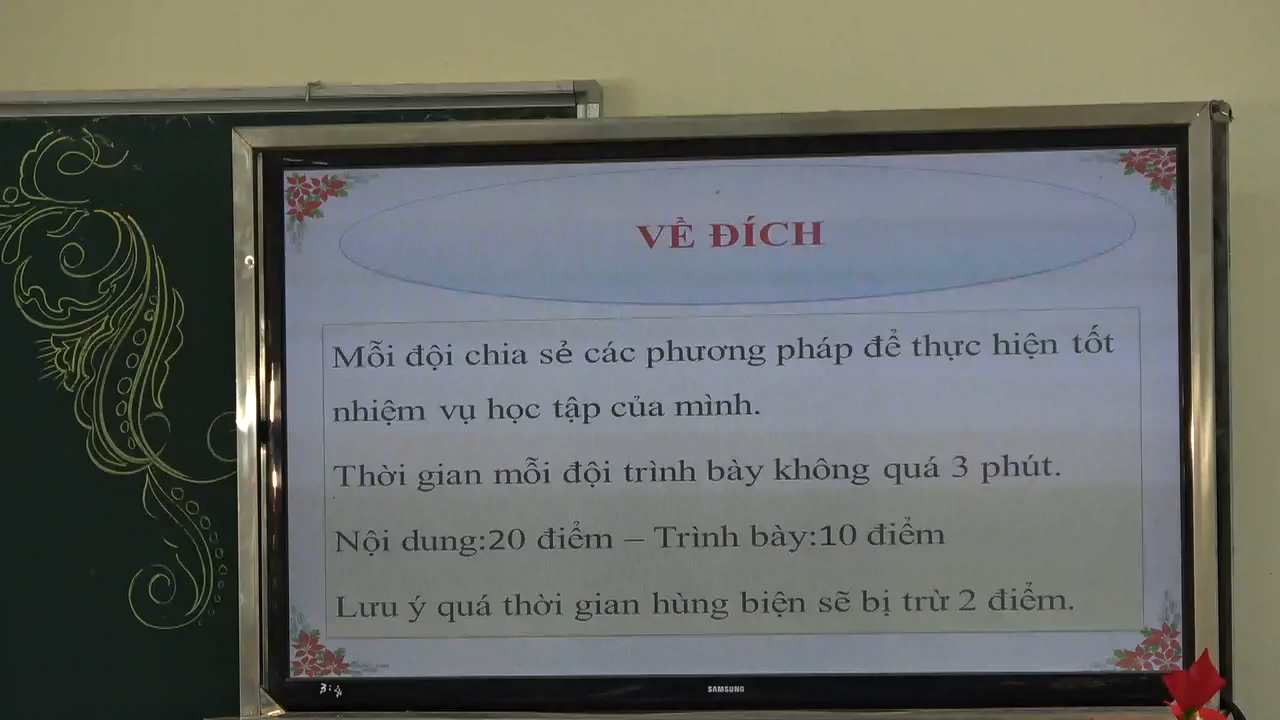 VỀ ĐÍCH
Mỗi đội chia sẻ các phương pháp để thực hiện tốt
nhiệm vụ học tập của mình.
Thời gian mỗi đội trình bày không quá 3 phút.
Nội dung:20 điểm – Trình bày:10 điểm
Lưu ý quá thời gian hùng biện sẽ bị trừ 2 điểm.
SAMSUNG